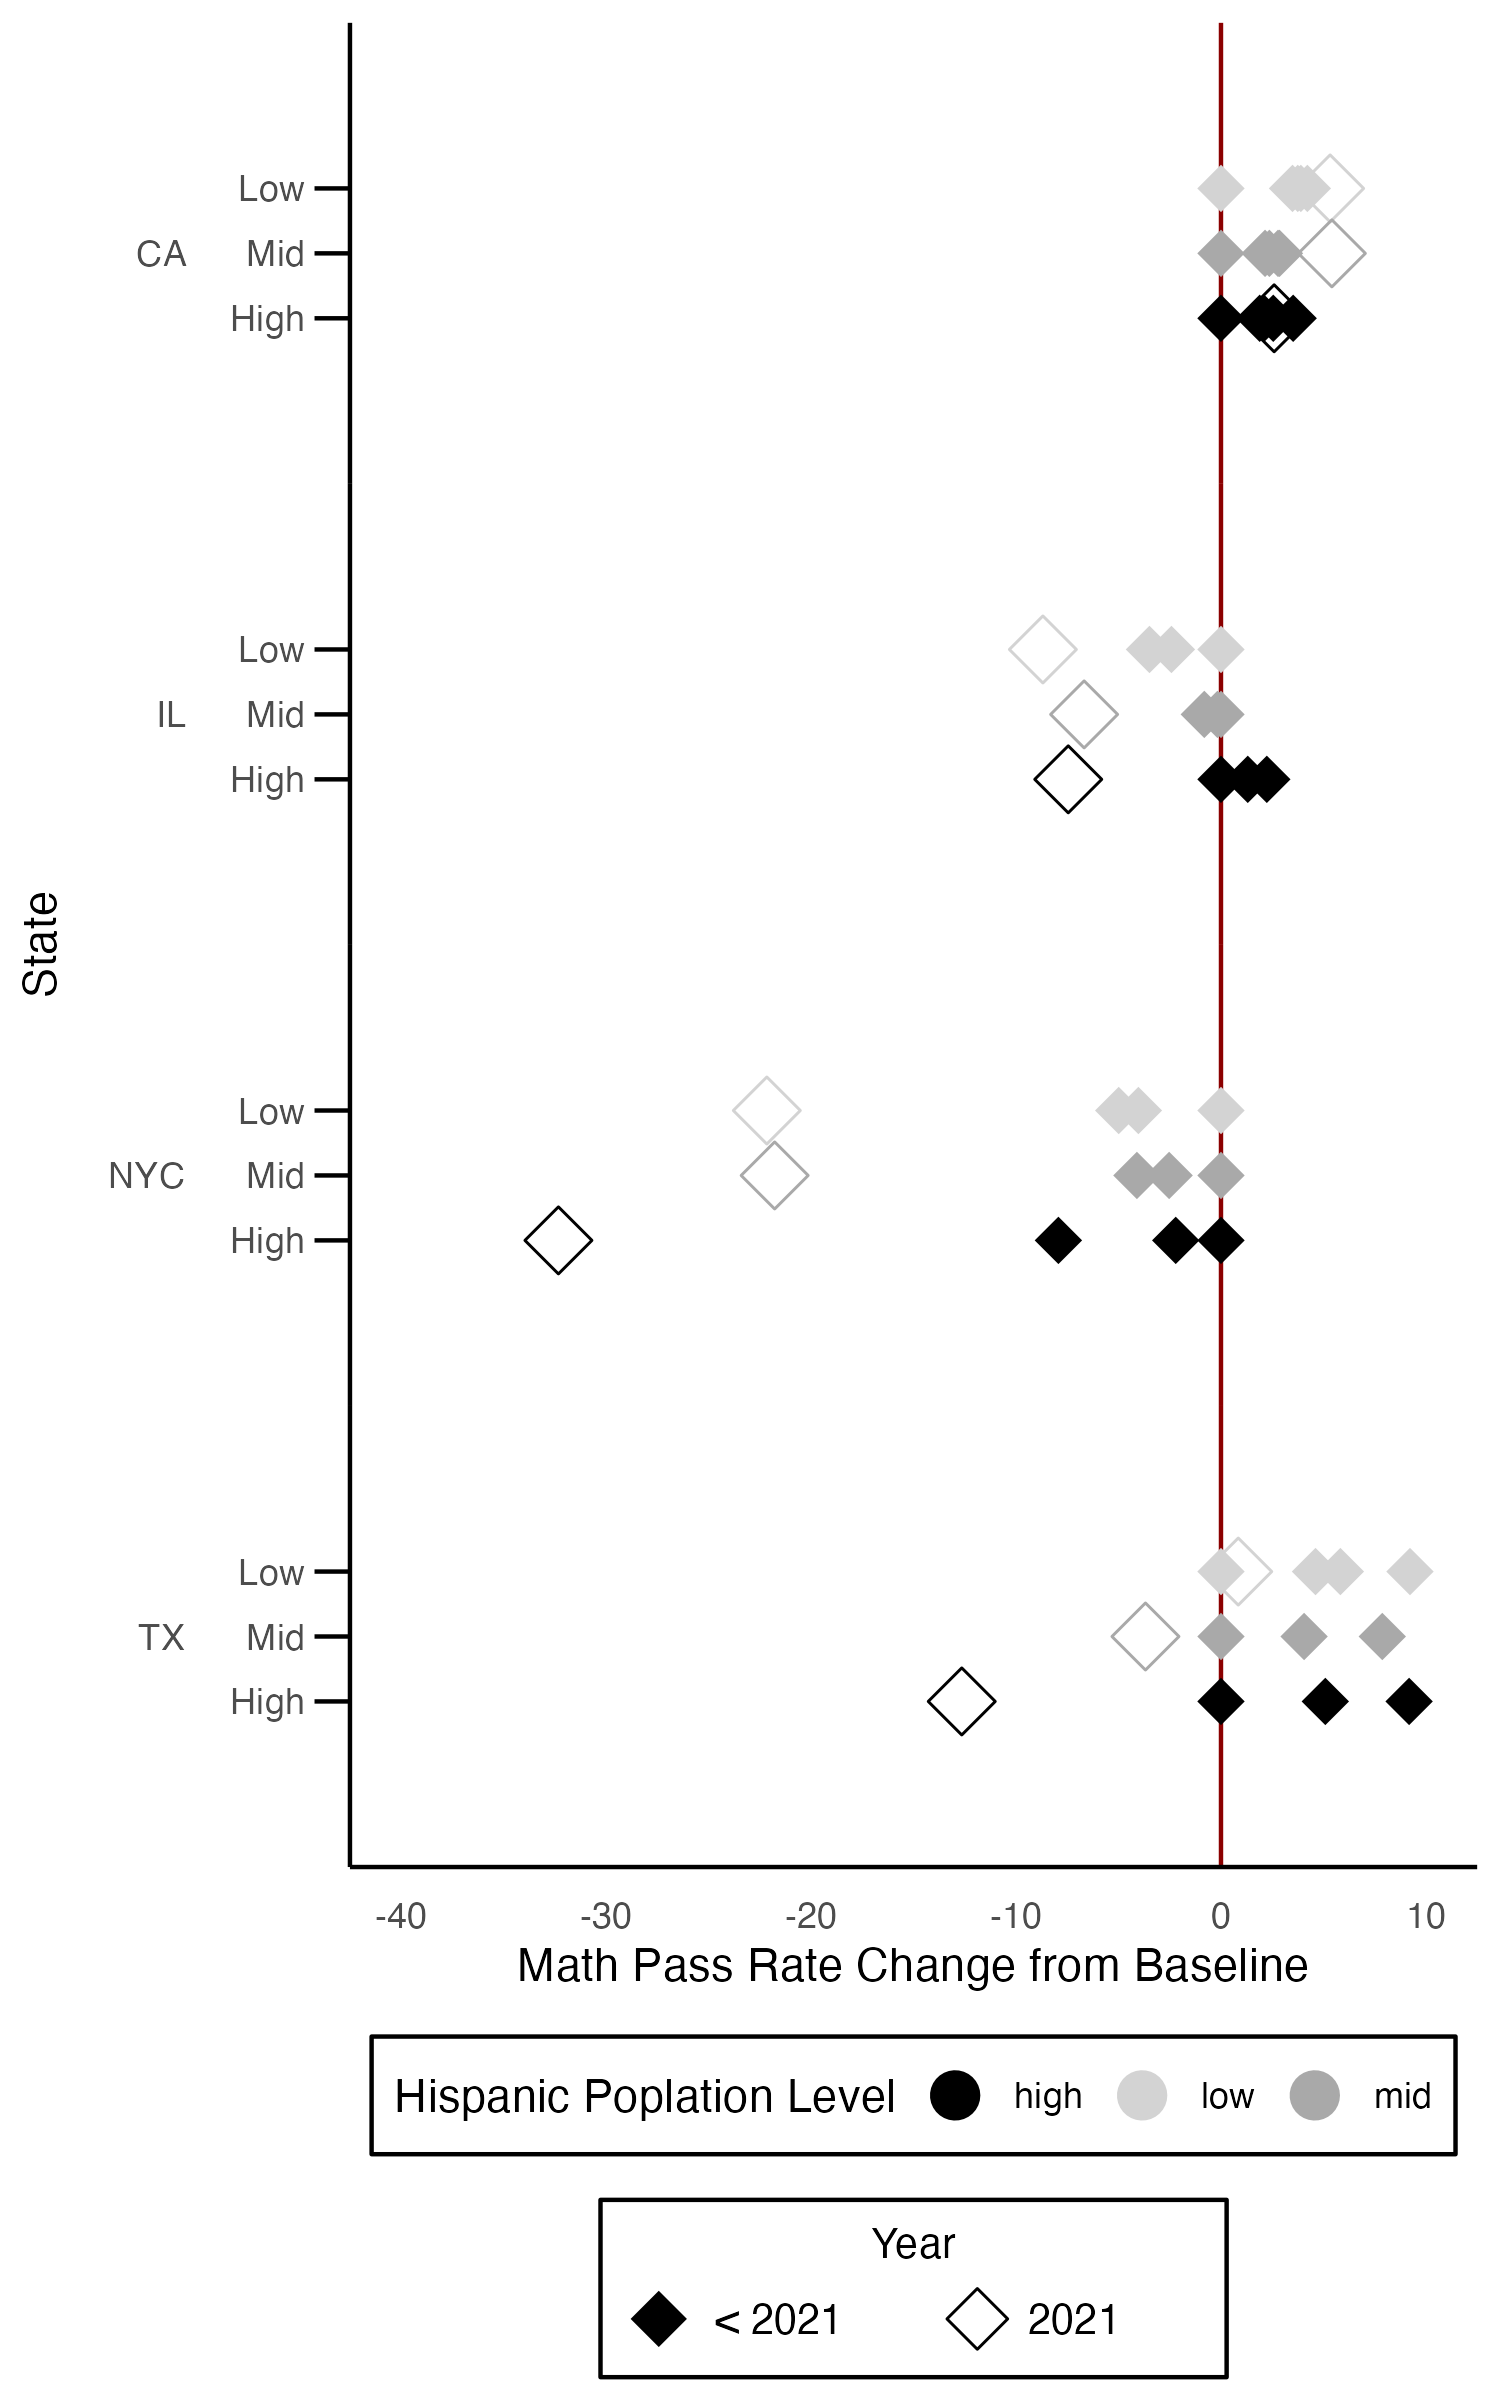 Low
CA Mid
High
Low
IL Mid
High
State
Low
NYC Mid
High
Low
TX Mid
High
-40 -30 -20 -10 0 10
Math Pass Rate Change from Baseline
Hispanic Poplation Level high low mid
Year
< 2021 2021